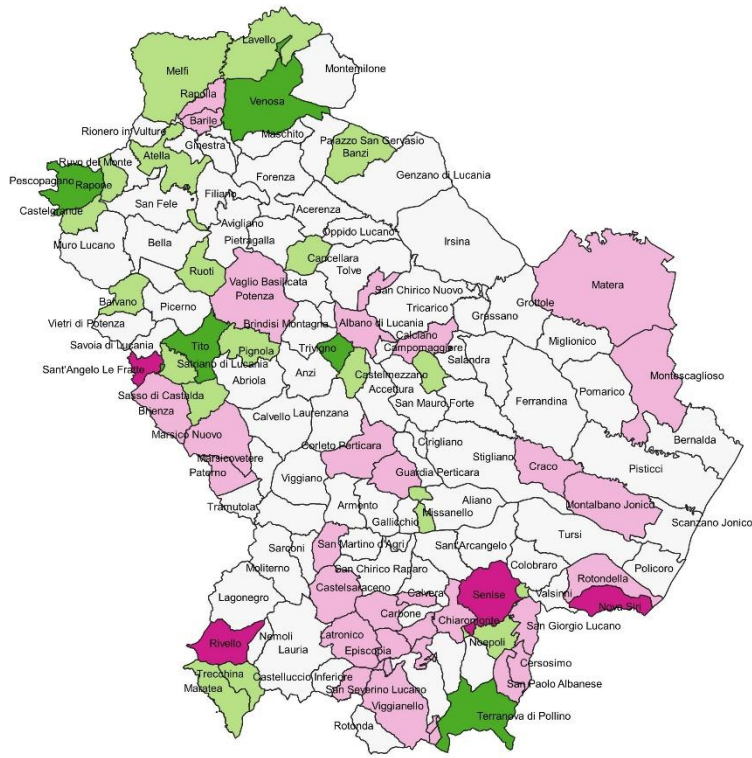 Lavello
Melfi
Montemilone
Rapolla
Venosa
Barile
Rionero in Vulture
Maschito
Palazzo San Gervasio
Ginestra
Banzi
Ruvo del Monte
Atella
Genzano di Lucania
Pescopagano
Rapone
Forenza
Filiano
San Fele
Castelgrande
Acerenza
Avigliano
Oppido Lucano
Muro Lucano
Bella
Pietragalla
Irsina
Cancellara
Ruoti
Tolve
Vaglio Basilicata
Matera
Potenza
San Chirico Nuovo
Balvano
Grottole
Picerno
Tricarico
Grassano
Vietri di Potenza
Brindisi Montagna
Albano di Lucania
Calciano
Miglionico
Savoia di Lucania
Tito
Trivigno
Campomaggiore
Pignola
Salandra
Sant'Angelo Le Fratte
Satriano di Lucania
Castelmezzano
Montescaglioso
Abriola
Anzi
Accettura
Pomarico
Sasso di Castalda
Ferrandina
San Mauro Forte
Brienza
Calvello
Laurenzana
Bernalda
Marsico Nuovo
Cirigliano
Corleto Perticara
Stigliano
Marsicovetere
Craco
Pisticci
Paterno
Guardia Perticara
Viggiano
Aliano
Armento
Montalbano Jonico
Tramutola
Missanello
Gallicchio
Scanzano Jonico
Tursi
Sarconi
San Martino d'Agri
Sant'Arcangelo
Moliterno
San Chirico Raparo
Colobraro
Policoro
Rotondella
Castelsaraceno
Calvera
Senise
Valsinni
Lagonegro
Nova Siri
Carbone
Chiaromonte
San Giorgio Lucano
Rivello
Nemoli
Latronico
Noepoli
Lauria
Episcopia
Cersosimo
Trecchina
Castelluccio Inferiore
Maratea
San Severino Lucano
San Paolo Albanese
Viggianello
Terranova di Pollino
Rotonda